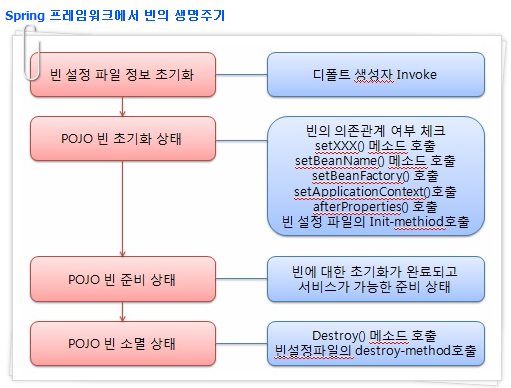 Spring 프레임워크에서 빈의 생명주기
빈 설정 파일 정보 초기화
디폴트 생성자 Invoke
POJO 빈 초기화 상태
빈의 의존관계 여부 체크
setXXX() 메소드 호출
setBeanName() 메소드 호출
setBeanFactory() 호출
setApplicationContext()호출
afterProperties() 호출
빈 설정 파일의 Init-methiod호출
POJO 빈 준비 상태
빈에 대한 초기화가 완료되고
서비스가 가능한 준비 상태
POJO 빈 소멸 상태
Destroy() 메소드 호출
빈설정파일의 destroy-method호출